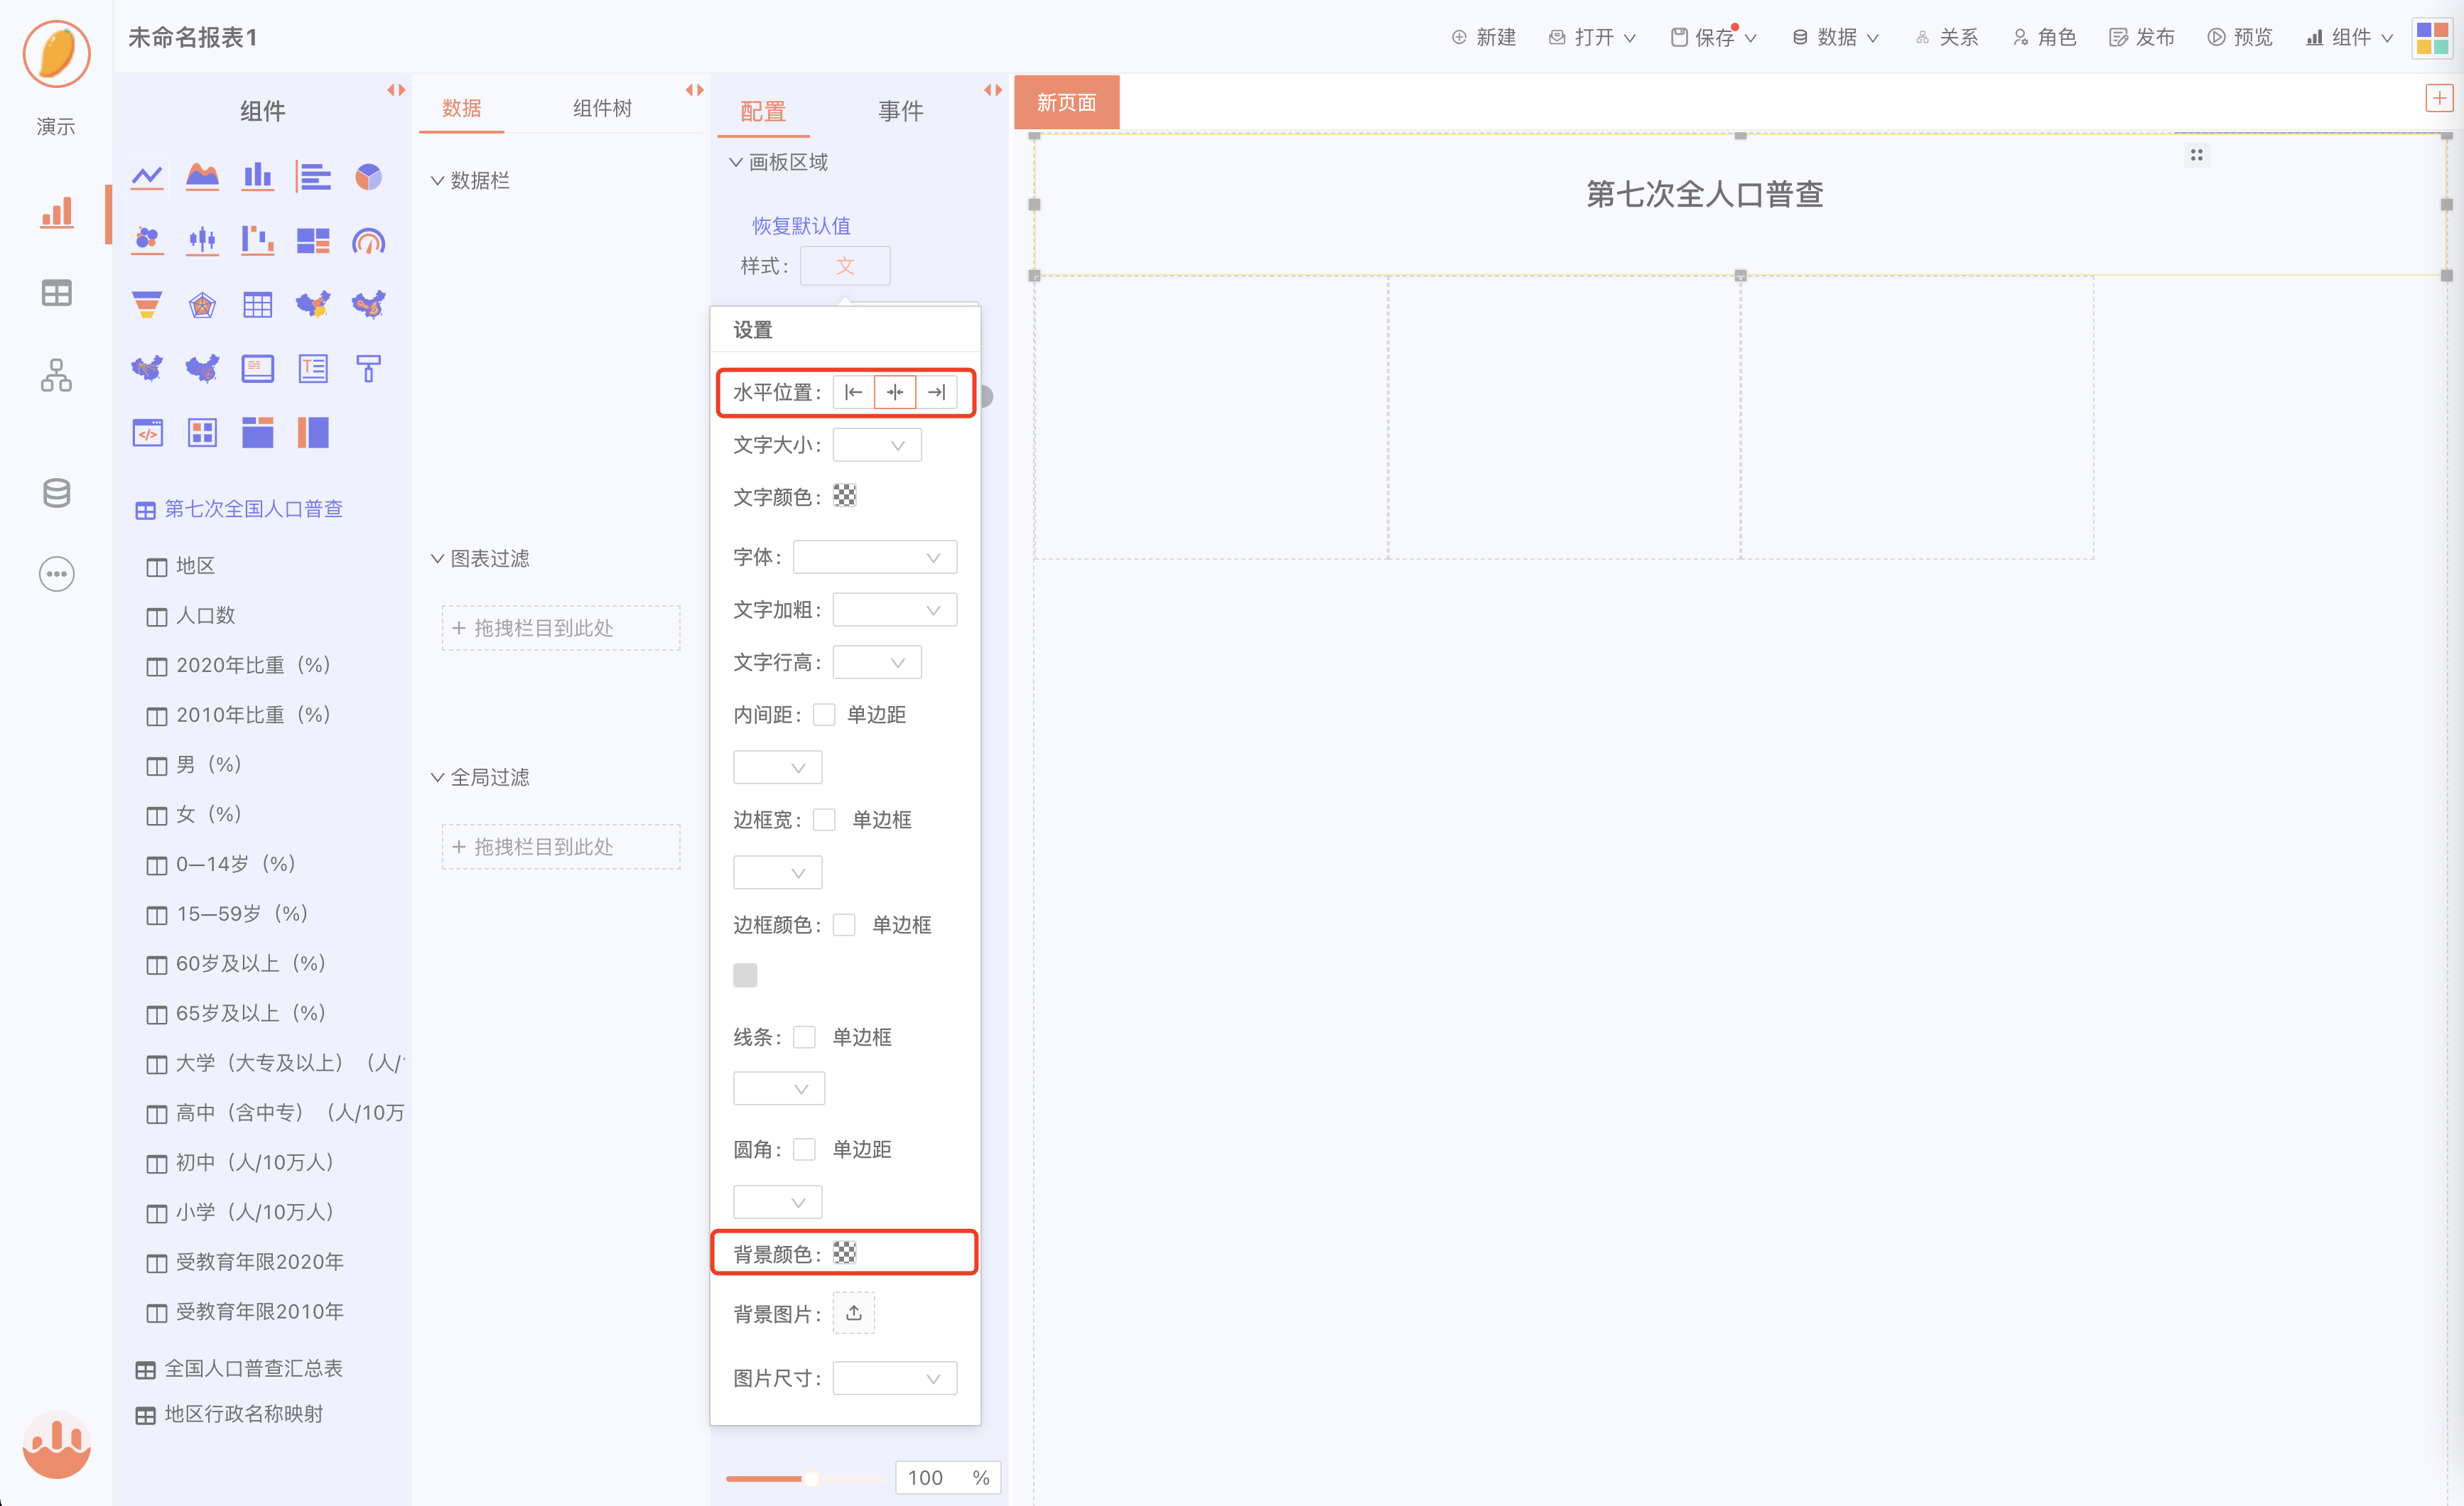 未命名报表1
新建
打开
保存
数据
关系
角色
发布
预览
组件
演示
组件
第七次全国人口普查
地区
人口数
2020年比重（%）
2010年比重（%）
男（%）
女（%）
0—14岁（%）
15—59岁（%）
60岁及以上（%）
65岁及以上（%）
大学（大专及以上）（人/
高中（含中专）（人/10万
初中（人/10万人）
小学（人/10万人）
受教育年限2020年
受教育年限2010年
全国人口普查汇总表
地区行政名称映射
数据
组件树
数据栏
图表过滤
+ 拖拽栏目到此处
全局过滤
+ 拖拽栏目到此处
配置
事件
画板区域
恢复默认值
样式：
文
设置
水平位置：
文字大小：
文字颜色：
字体：
文字加粗：
文字行高：
内间距： 单边距
边框宽： 单边框
边框颜色： 单边框
线条： 单边框
圆角： 单边距
背景颜色：
背景图片：
图片尺寸：
100 %
新页面
第七次全人口普查